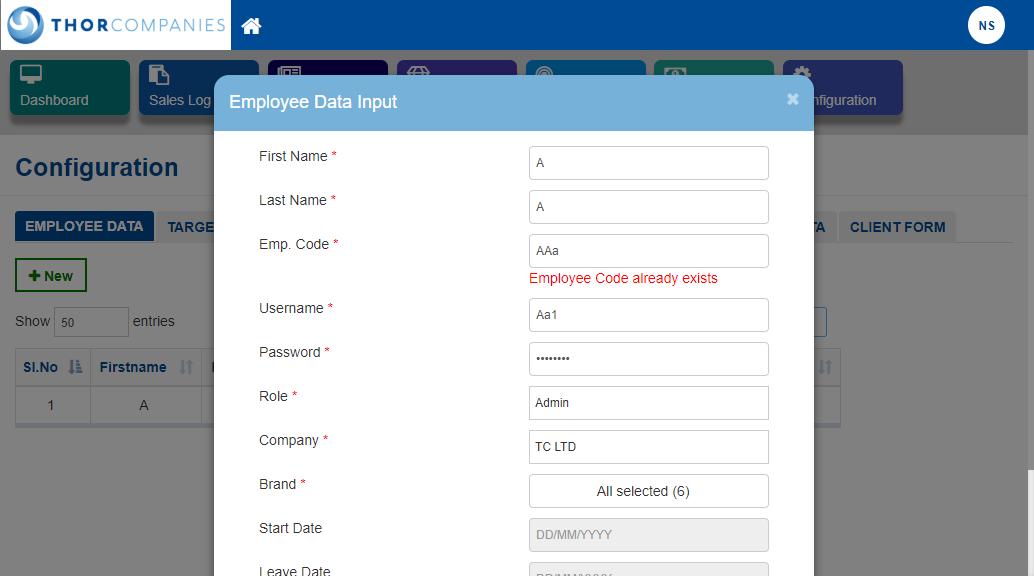 THORCOMPANIES
NS
Dashboard
Sales Log
nfiguration
Employee Data Input
Configuration
EMPLOYEE DATA
TARGE
TA
CLIENT FORM
New
Show 50 entries
Sl.No
Firstname
1
A
First Name *
A
Last Name *
A
Emp. Code *
AAa
Employee Code already exists
Username *
Aa1
Password *
••••••••
Role *
Admin
Company *
TC LTD
Brand *
All selected (6)
Start Date
DD/MM/YYYY
Leave Date